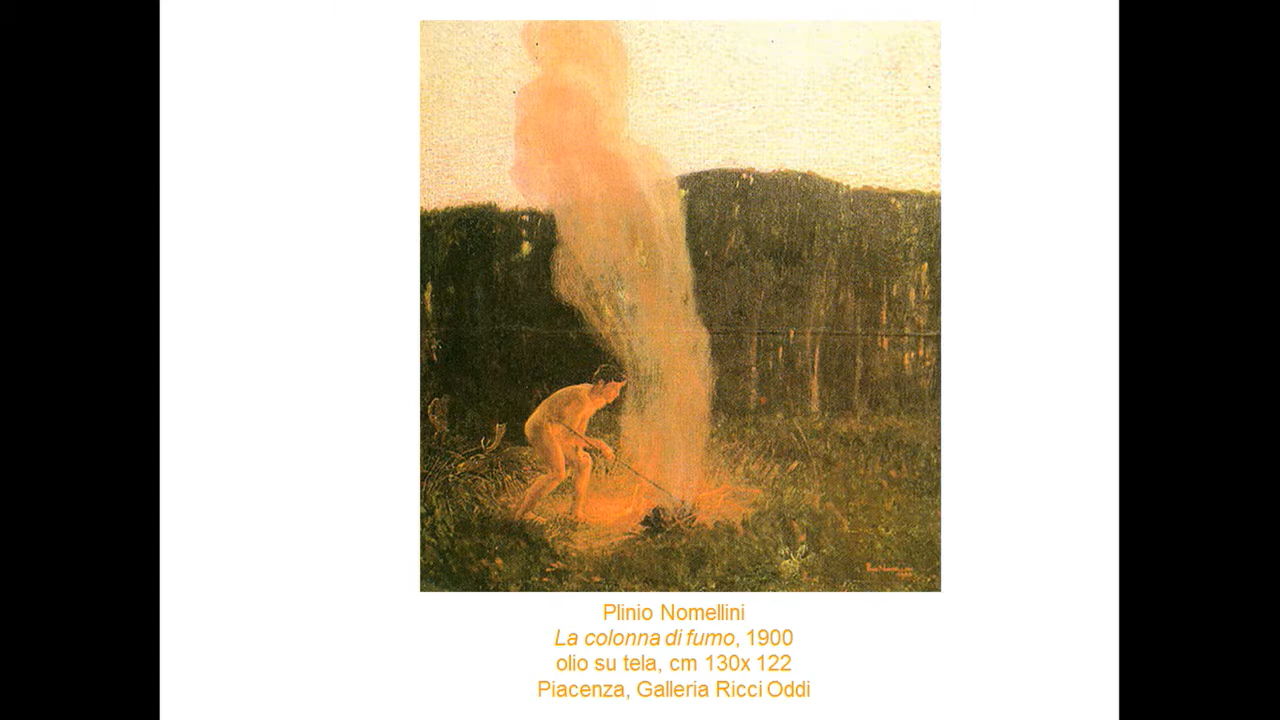 Plinio Nomellini
La colonna di fumo, 1900
olio su tela, cm 130x 122
Piacenza, Galleria Ricci Oddi